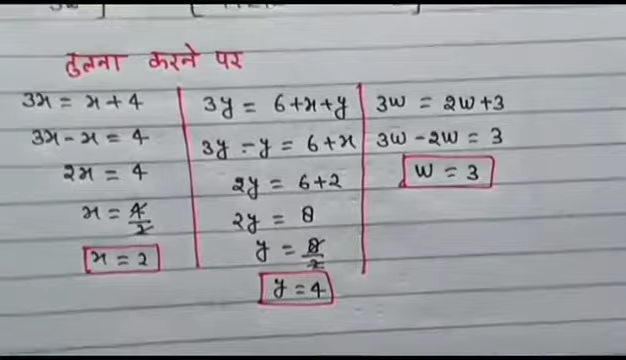 तुलना करने पर
3x = x + 4
3x - x = 4
2x = 4
x = 4/2
x = 2
3y = 6 + x + y
3y - y = 6 + x
2y = 6 + 2
2y = 8
y = 8/2
y = 4
3w = 2w + 3
3w - 2w = 3
w = 3